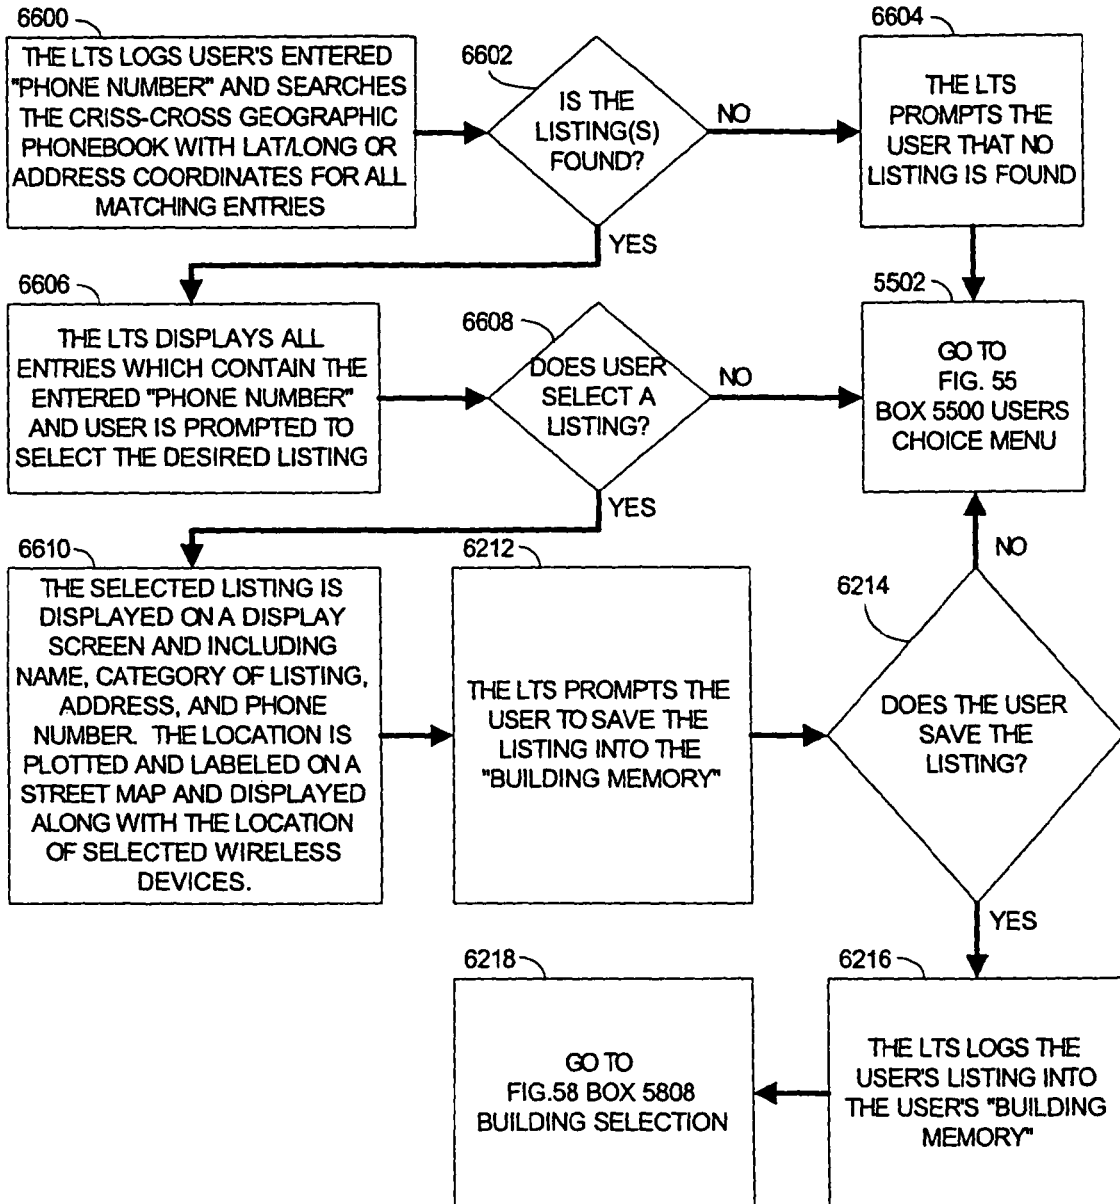 6600
THE LTS LOGS USER'S ENTERED
"PHONE NUMBER" AND SEARCHES
THE CRISS-CROSS GEOGRAPHIC
PHONEBOOK WITH LAT/LONG OR
ADDRESS COORDINATES FOR ALL
MATCHING ENTRIES
6602
IS THE
LISTING(S)
FOUND?
NO
YES
6604
THE LTS
PROMPTS THE
USER THAT NO
LISTING IS FOUND
6606
THE LTS DISPLAYS ALL
ENTRIES WHICH CONTAIN THE
ENTERED "PHONE NUMBER"
AND USER IS PROMPTED TO
SELECT THE DESIRED LISTING
6608
DOES USER
SELECT A
LISTING?
NO
YES
5502
GO TO
FIG. 55
BOX 5500 USERS
CHOICE MENU
6610
THE SELECTED LISTING IS
DISPLAYED ON A DISPLAY
SCREEN AND INCLUDING
NAME, CATEGORY OF LISTING,
ADDRESS, AND PHONE
NUMBER. THE LOCATION IS
PLOTTED AND LABELED ON A
STREET MAP AND DISPLAYED
ALONG WITH THE LOCATION
OF SELECTED WIRELESS
DEVICES.
6212
THE LTS PROMPTS THE
USER TO SAVE THE
LISTING INTO THE
"BUILDING MEMORY"
6214
DOES THE USER
SAVE THE
LISTING?
NO
YES
6218
GO TO
FIG.58 BOX 5808
BUILDING SELECTION
6216
THE LTS LOGS THE
USER'S LISTING INTO
THE USER'S "BUILDING
MEMORY"